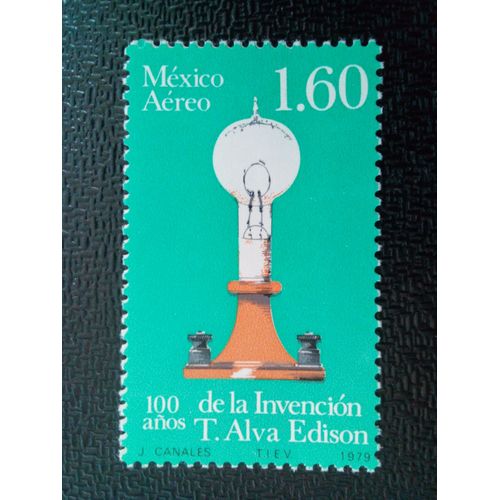 México
Aéreo
1.60
100 años
de la Invención
T. Alva Edison
J. CANALES T.I.E.V. 1979